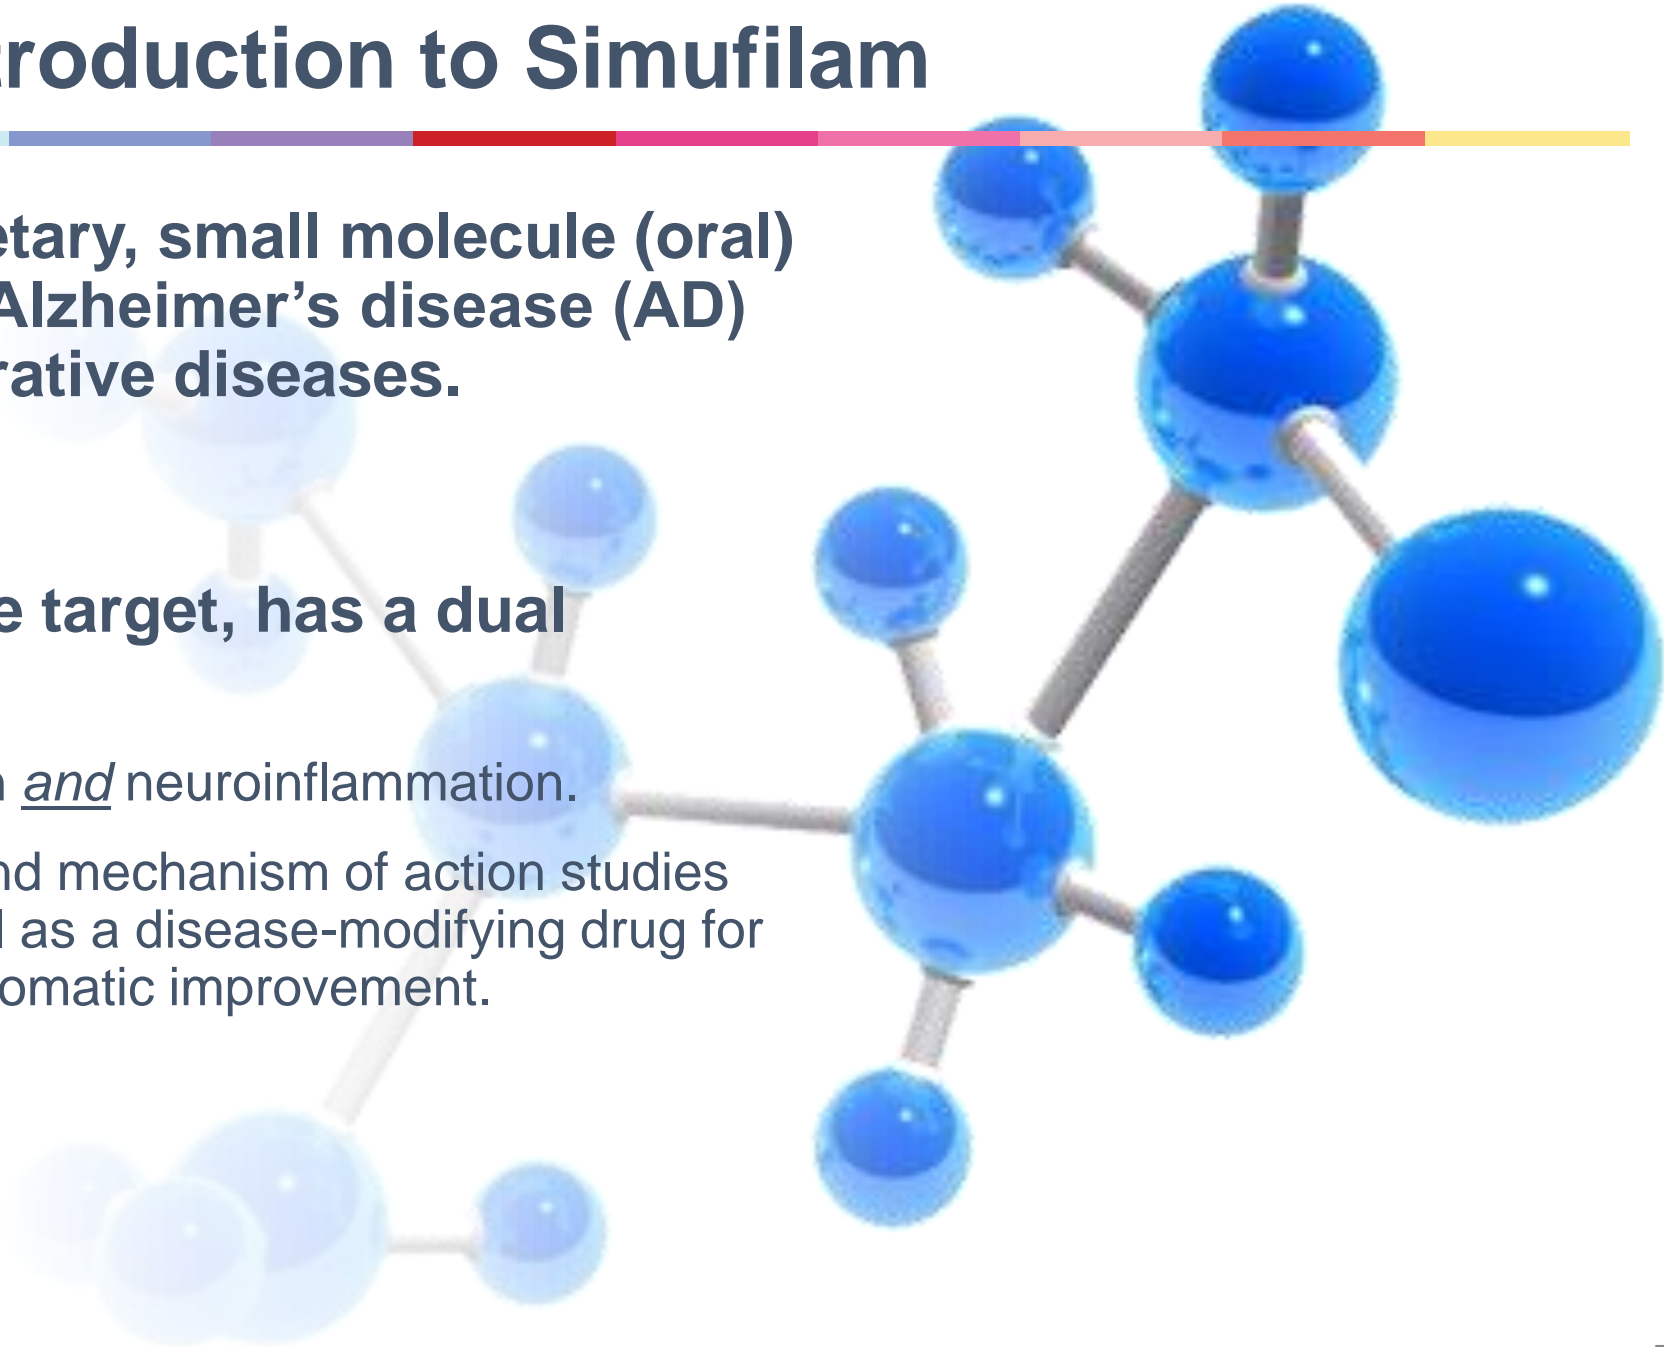 troduction to Simufilam
etary, small molecule (oral)
Alzheimer’s disease (AD)
rative diseases.
e target, has a dual
n and neuroinflammation.
nd mechanism of action studies
l as a disease-modifying drug for
omatic improvement.